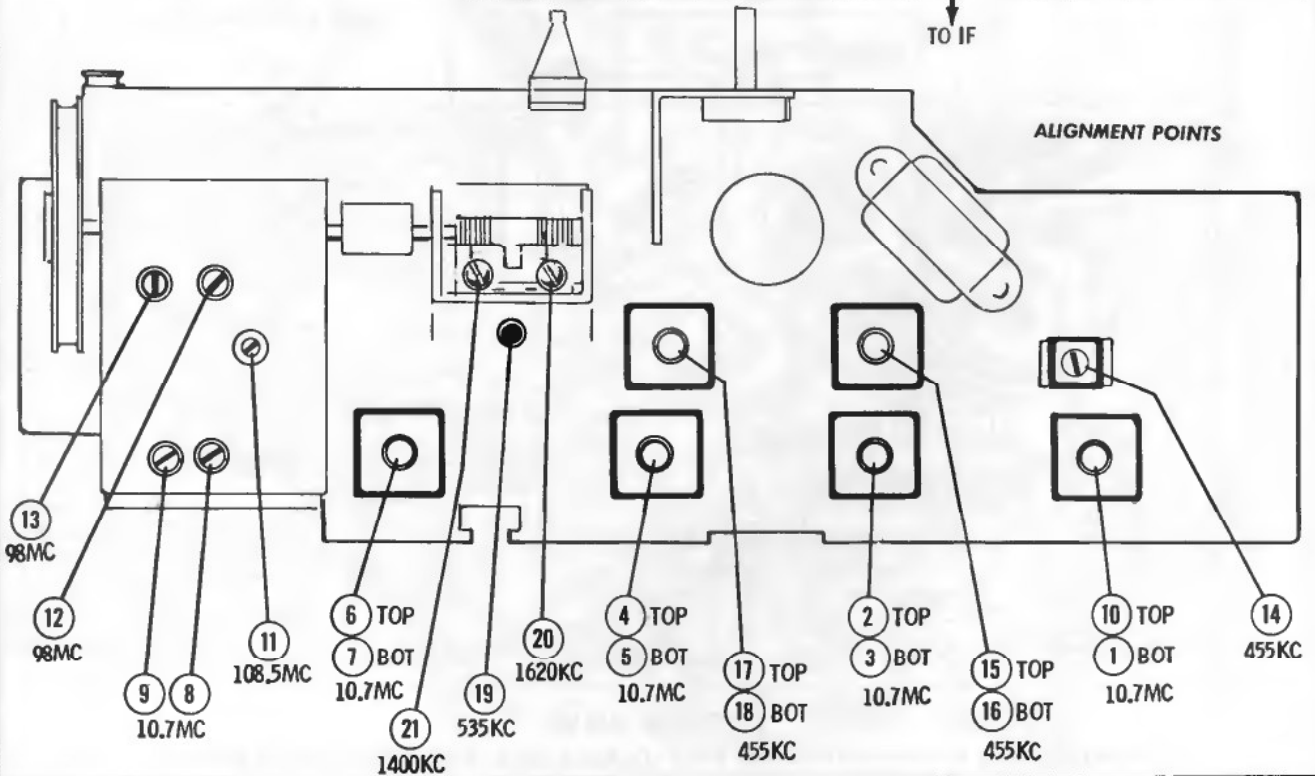 TO IF
ALIGNMENT POINTS
13
98MC
12
98MC
9 8
10.7MC
11
108.5MC
6 TOP
7 BOT
10.7MC
21
1400KC
19
535KC
20
1620KC
4 TOP
5 BOT
10.7MC
17 TOP
18 BOT
455KC
2 TOP
3 BOT
10.7MC
15 TOP
16 BOT
455KC
10 TOP
1 BOT
10.7MC
14
455KC